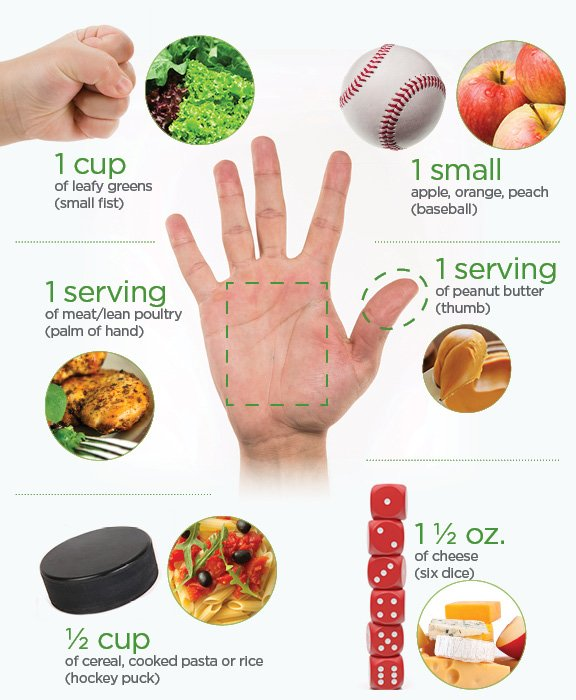 1 cup
of leafy greens
(small fist)
1 small
apple, orange, peach
(baseball)
1 serving
of meat/lean poultry
(palm of hand)
1 serving
of peanut butter
(thumb)
½ cup
of cereal, cooked pasta or rice
(hockey puck)
1 ½ oz.
of cheese
(six dice)